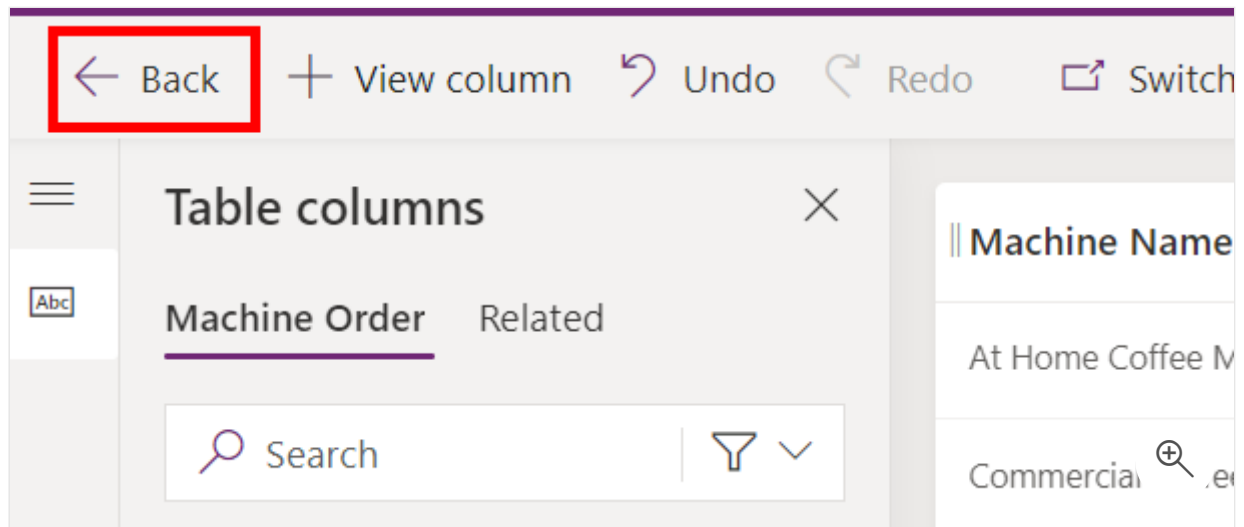 Back View column Undo Redo Switch
Table columns
Machine Name
Abc
Machine Order Related
At Home Coffee M
Search
Commercial